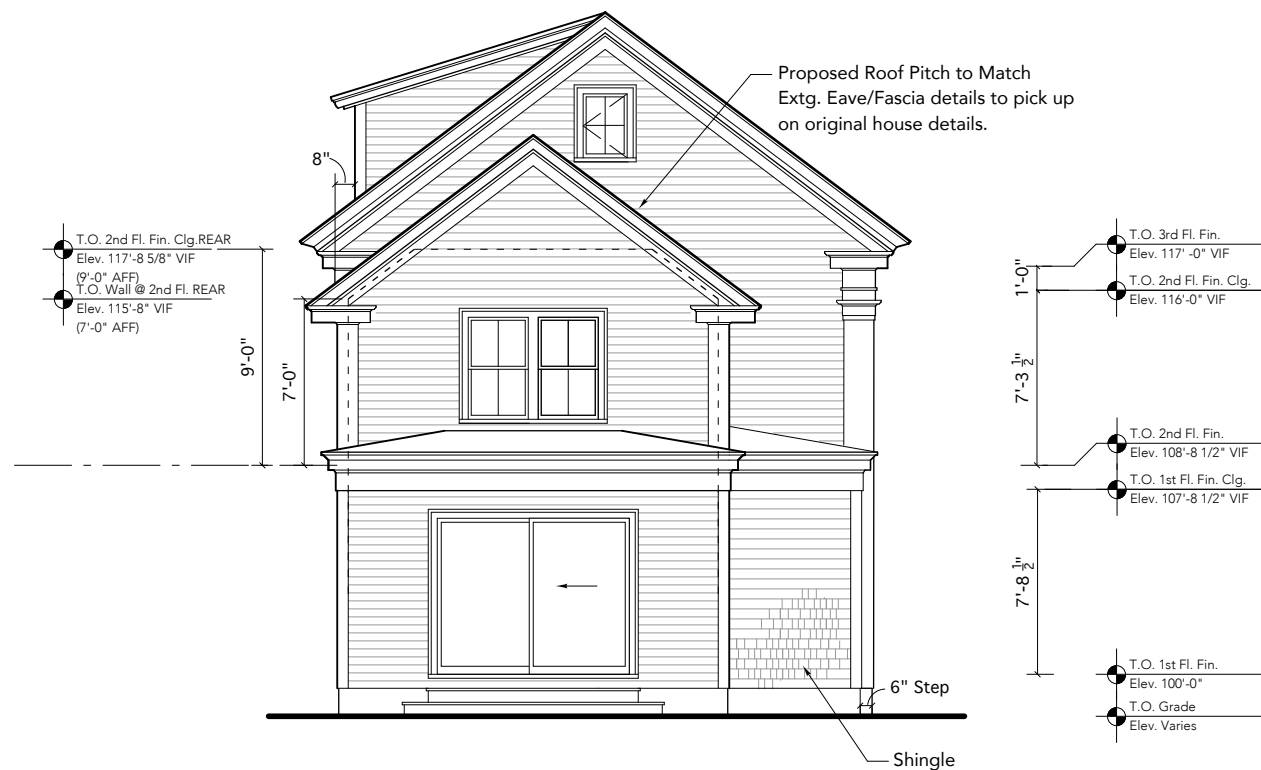 Proposed Roof Pitch to Match
Extg. Eave/Fascia details to pick up
on original house details.
8"
T.O. 2nd Fl. Fin. Clg.REAR
Elev. 117'-8 5/8" VIF
(9'-0" AFF)
T.O. Wall @ 2nd Fl. REAR
Elev. 115'-8" VIF
(7'-0" AFF)
9'-0"
7'-0"
T.O. 3rd Fl. Fin.
Elev. 117' -0" VIF
1'-0"
T.O. 2nd Fl. Fin. Clg.
Elev. 116'-0" VIF
7'-3 1/2"
T.O. 2nd Fl. Fin.
Elev. 108'-8 1/2" VIF
T.O. 1st Fl. Fin. Clg.
Elev. 107'-8 1/2" VIF
7'-8 1/2"
T.O. 1st Fl. Fin.
Elev. 100'-0"
T.O. Grade
Elev. Varies
6" Step
Shingle